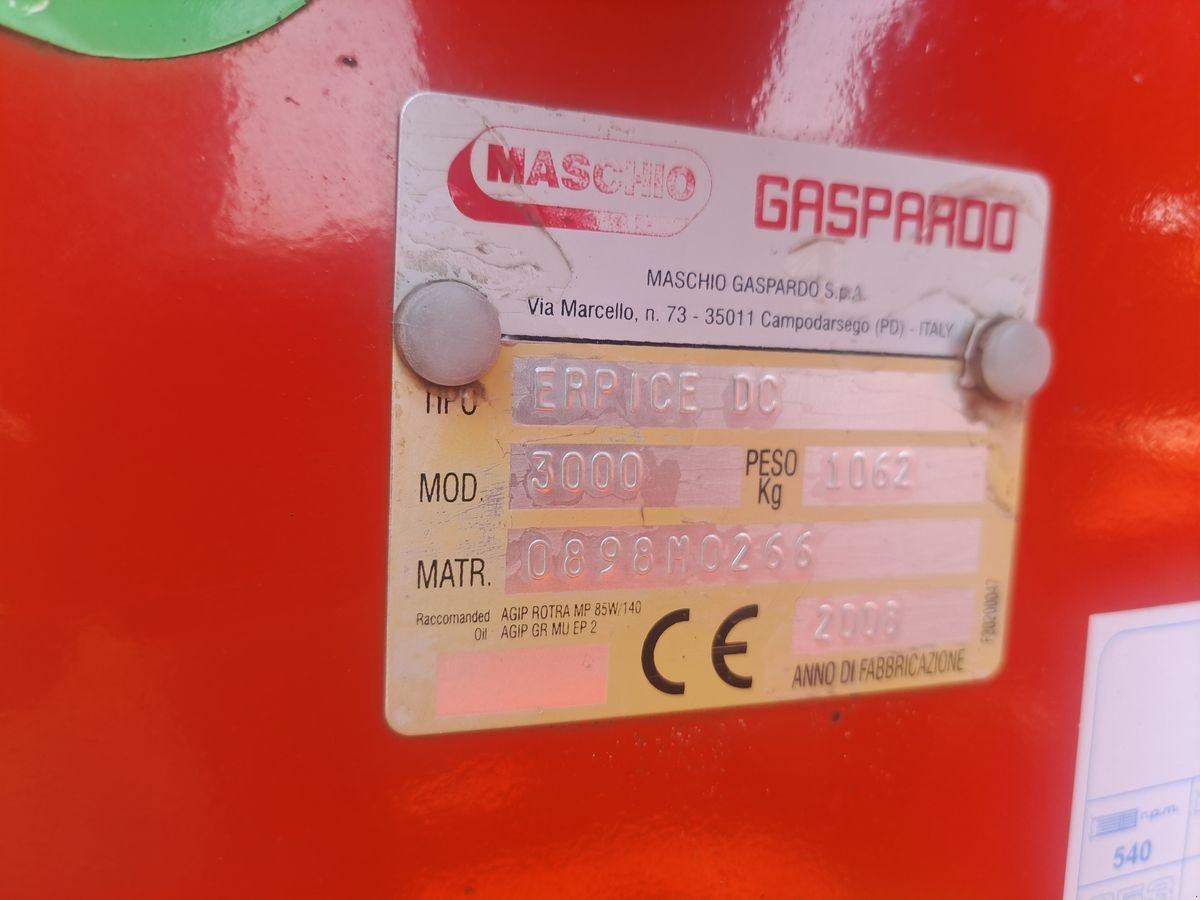 MASCHIO GASPARDO
MASCHIO GASPARDO S.p.a.
Via Marcello, n. 73 - 35011 Campodarsego (PD) - ITALY
TIPO ERPICE DC
MOD. 3000 PESO Kg 1062
MATR. 0898M0266
Raccomanded Oil AGIP ROTRA MP 85W/140
AGIP GR MU EP 2
CE
2008
ANNO DI FABBRICAZIONE
F20200047
r.p.m.
540